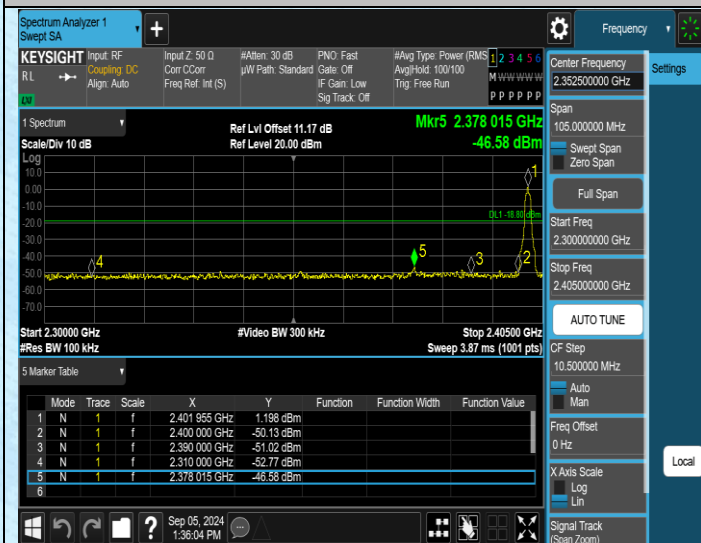 Spectrum Analyzer 1
Swept SA
Frequency
KEYSIGHT
RL
LXI
Input: RF
Coupling: DC
Align: Auto
Input Z: 50 Ω
Corr CCorr
Freq Ref: Int (S)
#Atten: 30 dB
µW Path: Standard
PNO: Fast
Gate: Off
IF Gain: Low
Sig Track: Off
#Avg Type: Power (RMS
Avg|Hold: 100/100
Trig: Free Run
1 2 3 4 5 6
M W W W W W
P P P P P P
1 Spectrum
Scale/Div 10 dB
Ref Lvl Offset 11.17 dB
Ref Level 20.00 dBm
Mkr5 2.378 015 GHz
-46.58 dBm
Log
10.0
0.00
-10.0
-20.0
-30.0
-40.0
-50.0
-60.0
-70.0
1
DL1 -18.80 dBm
4
5
3
2
Start 2.30000 GHz
#Video BW 300 kHz
Stop 2.40500 GHz
#Res BW 100 kHz
Sweep 3.87 ms (1001 pts)
5 Marker Table
Mode Trace Scale X Y Function Function Width Function Value
1 N 1 f 2.401 955 GHz 1.198 dBm
2 N 1 f 2.400 000 GHz -50.13 dBm
3 N 1 f 2.390 000 GHz -51.02 dBm
4 N 1 f 2.310 000 GHz -52.77 dBm
5 N 1 f 2.378 015 GHz -46.58 dBm
6
?
Sep 05, 2024
1:36:04 PM
Center Frequency
2.352500000 GHz
Settings
Span
105.000000 MHz
Swept Span
Zero Span
Full Span
Start Freq
2.300000000 GHz
Stop Freq
2.405000000 GHz
AUTO TUNE
CF Step
10.500000 MHz
Auto
Man
Freq Offset
0 Hz
Local
X Axis Scale
Log
Lin
Signal Track
(Span Zoom)